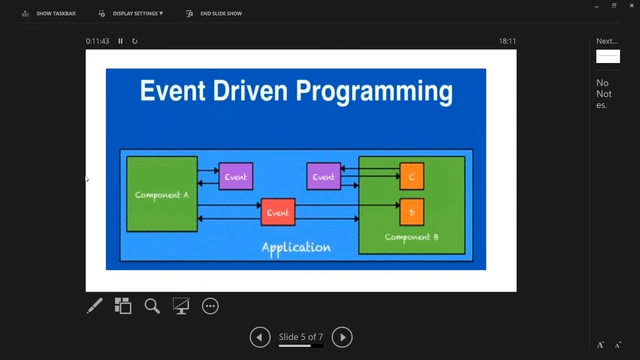 SHOW TASKBAR
DISPLAY SETTINGS ▼
END SLIDE SHOW
0:11:43
18:11
Next...
No
Not
es.
Event Driven Programming
Component A
Event
Event
C
Event
D
Component B
Application
Slide 5 of 7
A A